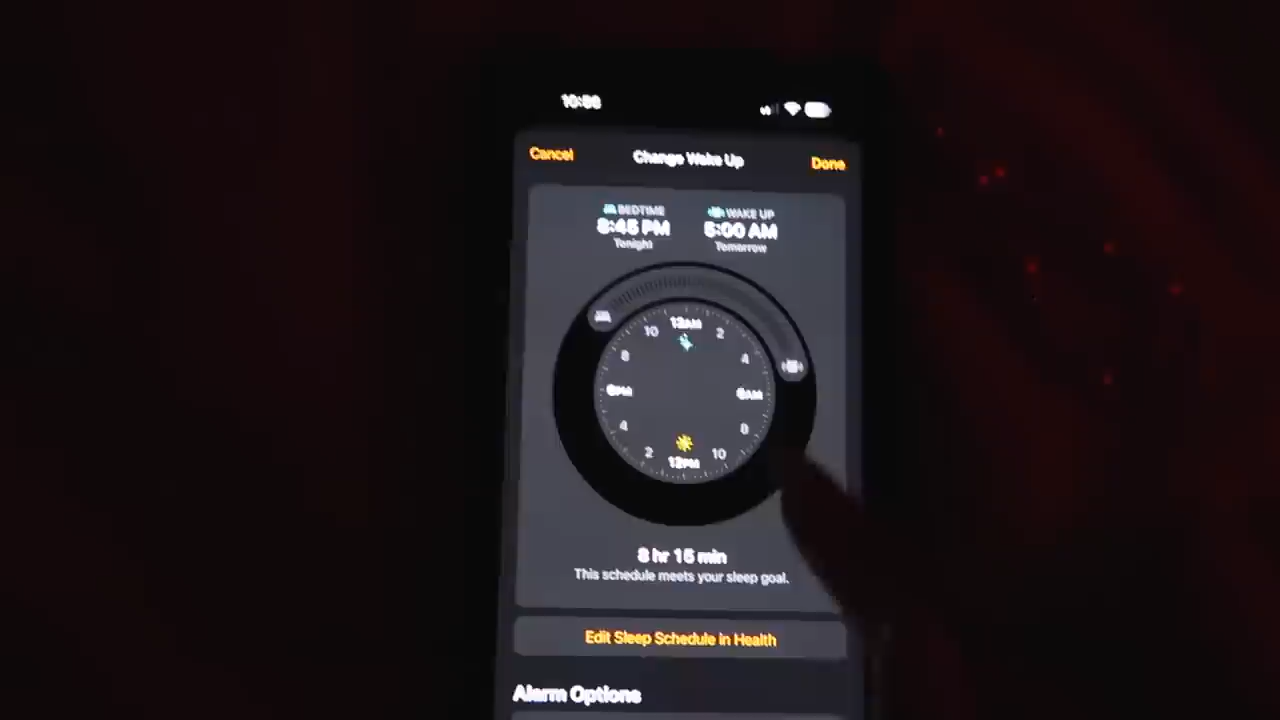 Cancel
Change Wake Up
Done
BEDTIME
8:45 PM
Tonight
WAKE UP
5:00 AM
Tomorrow
12AM
2
4
6AM
8
10
12PM
2
4
6PM
8
10
8 hr 15 min
This schedule meets your sleep goal.
Edit Sleep Schedule in Health
Alarm Options